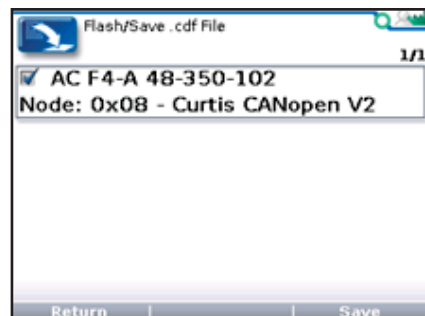 Flash/Save .cdf File
1/1
AC F4-A 48-350-102
Node: 0x08 - Curtis CANopen V2
Return
Save